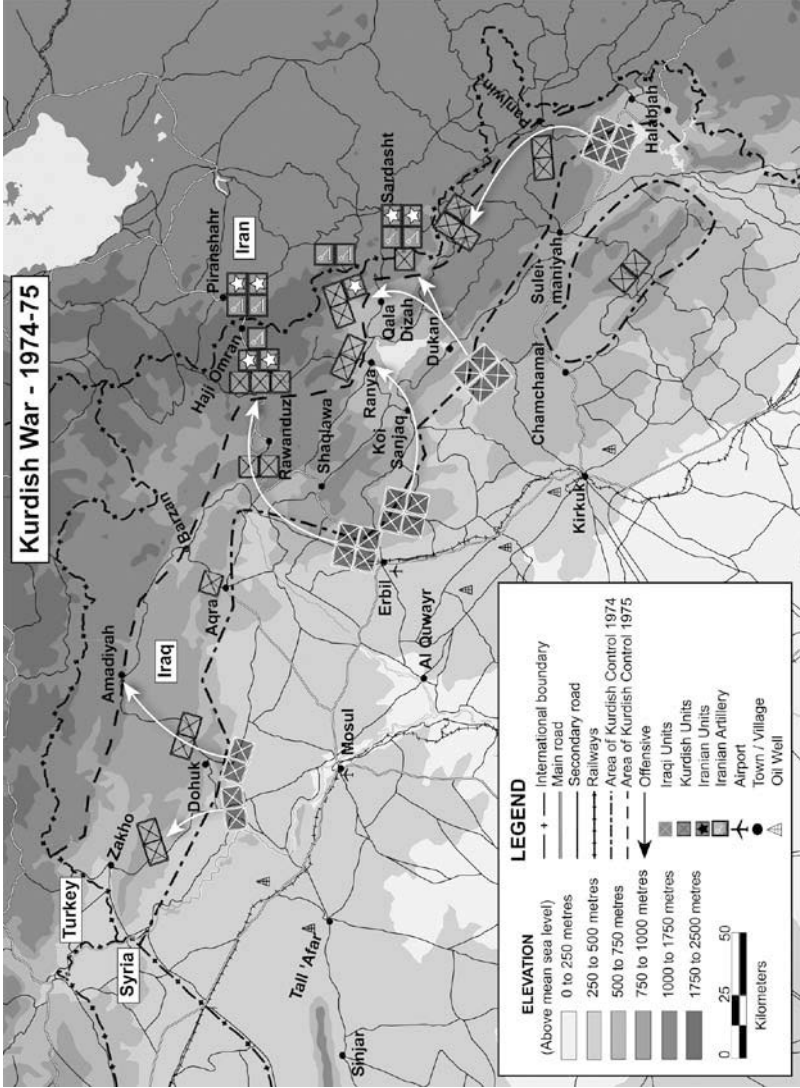 Kurdish War - 1974-75
Turkey
Syria
Iraq
Iran
Zakho
Dohuk
Amadiyah
Barzan
Aqra
Haji Omran
Piranshahr
Rawanduz
Shaqlawa
Koi
Sanjaq
Ranya
Qala
Dizah
Dukan
Sardasht
Panjwin
Halabjah
Sulei
maniyah
Chamchamal
Kirkuk
Erbil
Al Quwayr
Mosul
Tall 'Afar
Sinjar
ELEVATION
(Above mean sea level)
0 to 250 metres
250 to 500 metres
500 to 750 metres
750 to 1000 metres
1000 to 1750 metres
1750 to 2500 metres
0 25 50
Kilometers
LEGEND
International boundary
Main road
Secondary road
Railways
Area of Kurdish Control 1974
Area of Kurdish Control 1975
Offensive
Iraqi Units
Kurdish Units
Iranian Units
Iranian Artillery
Airport
Town / Village
Oil Well